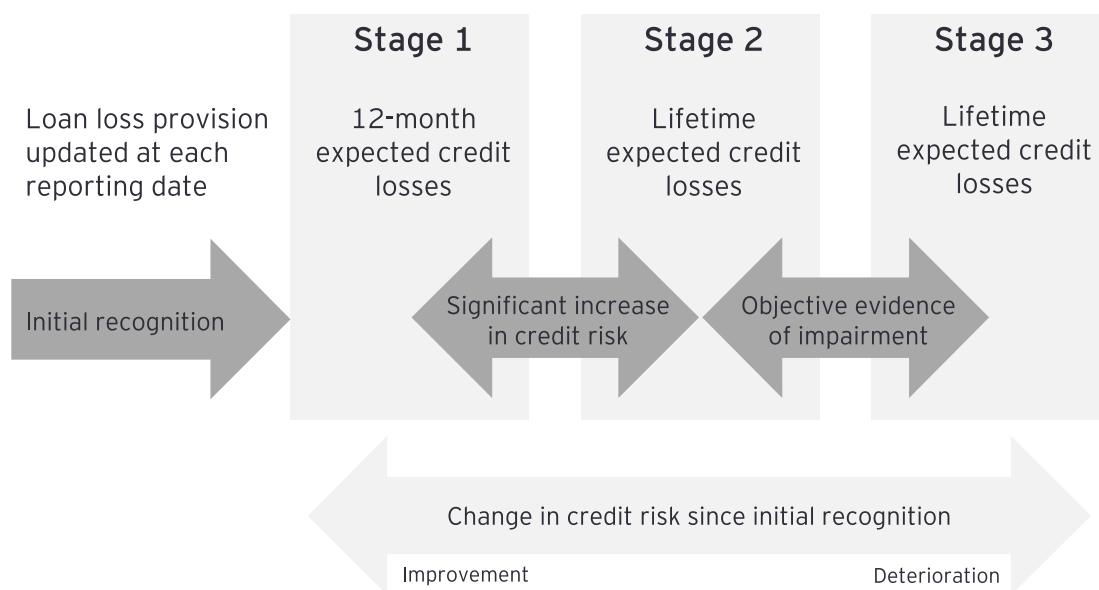 Stage 1
Stage 2
Stage 3
Loan loss provision
updated at each
reporting date
12-month
expected credit
losses
Lifetime
expected credit
losses
Lifetime
expected credit
losses
Initial recognition
Significant increase
in credit risk
Objective evidence
of impairment
Change in credit risk since initial recognition
Improvement
Deterioration